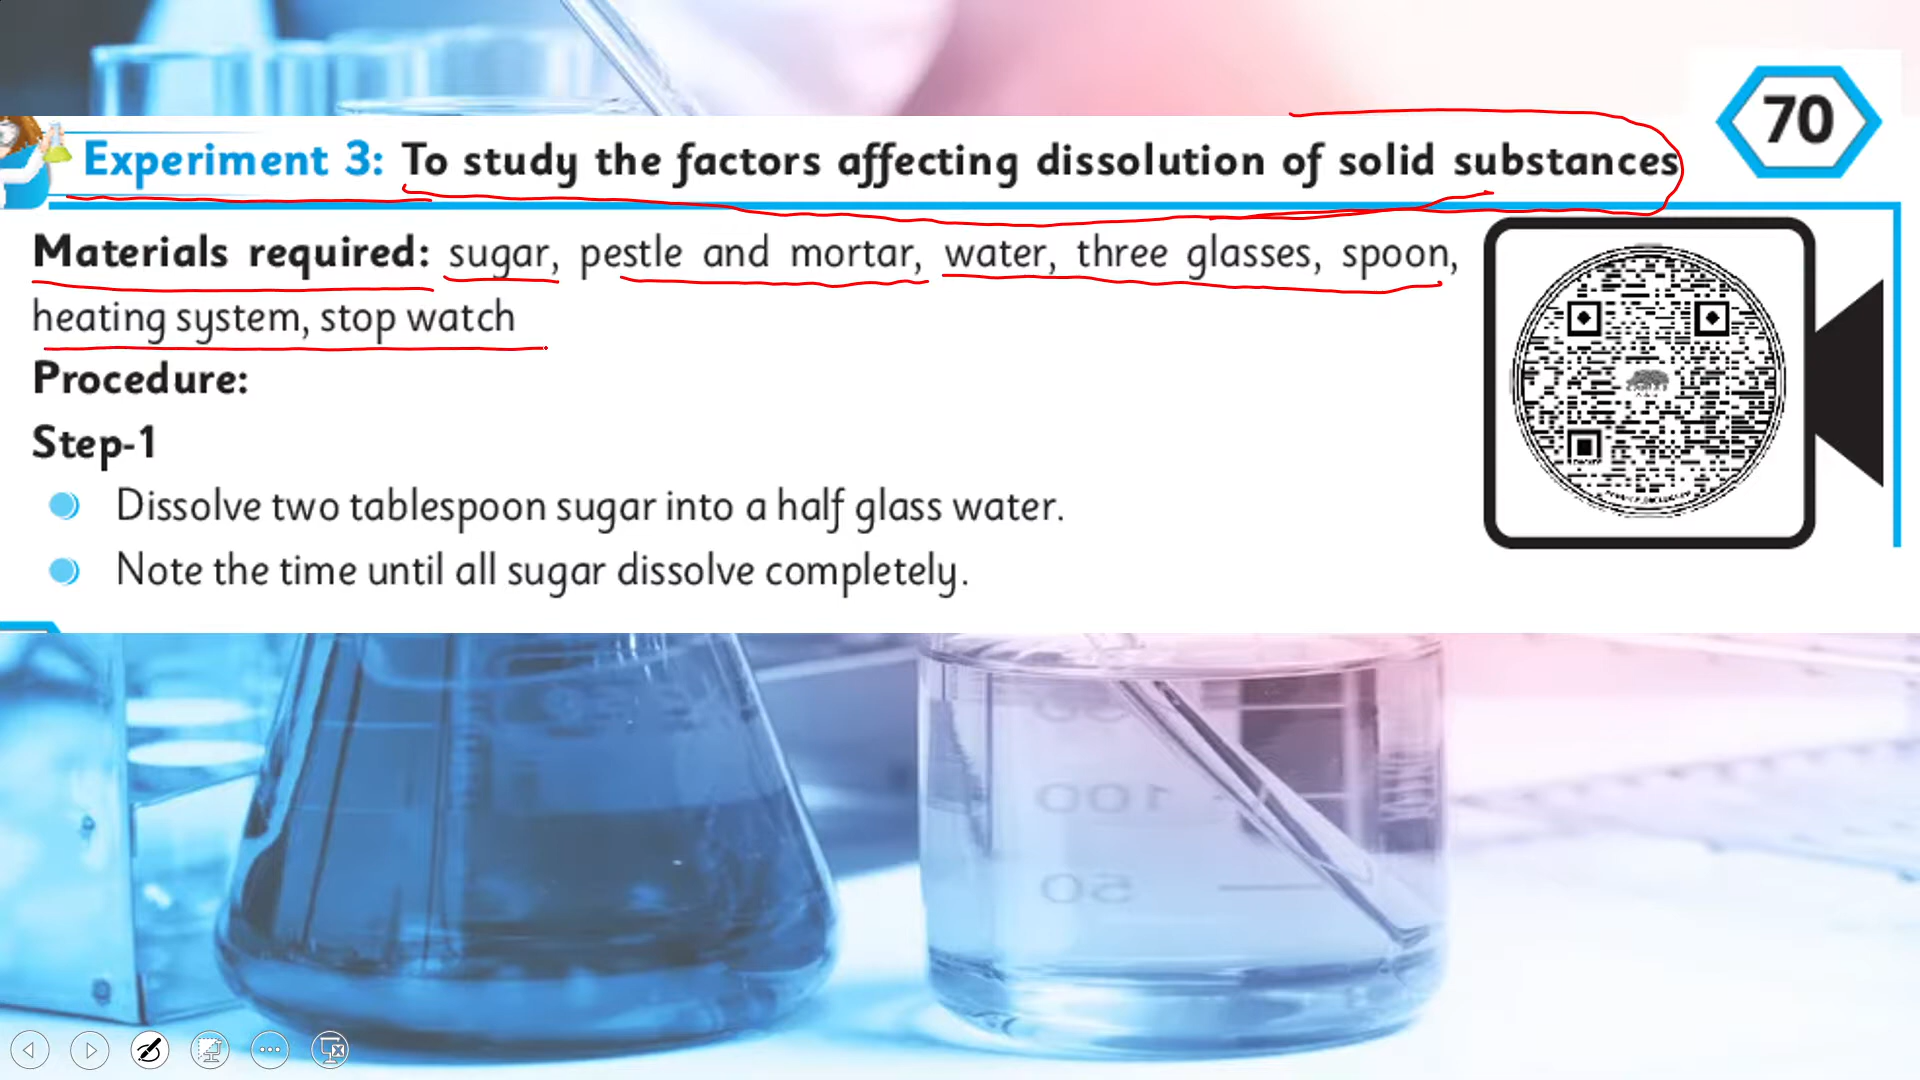 70
Experiment 3: To study the factors affecting dissolution of solid substances
Materials required: sugar, pestle and mortar, water, three glasses, spoon,
heating system, stop watch
Procedure:
Step-1
Dissolve two tablespoon sugar into a half glass water.
Note the time until all sugar dissolve completely.
100
50